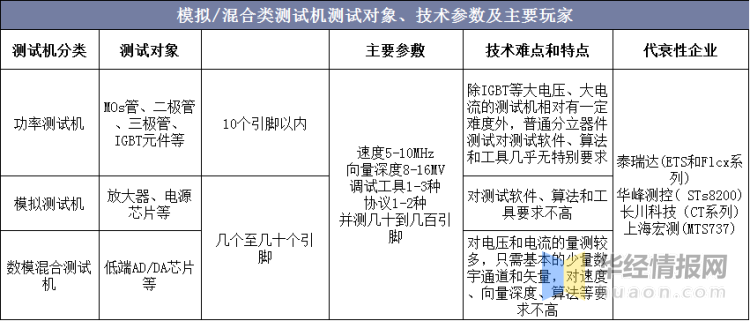 模拟/混合类测试机测试对象、技术参数及主要玩家
测试机分类
测试对象
主要参敷
技术难点和特点
代衰性企业
功率测试机
MOs管、二极管
、三极管、
IGBT元件等
10个引脚以内
速度5-10MHz
向量深度8-16MV
调试工具1-3种
协议1-2种
并测几十到几百引
脚
除IGBT等大电压、大电
流的测试机相对有一定
难度外，普通分立器件
测试对测试软件、算法
和工具几乎无特别要求
泰瑞达(ETS和Flcx系
列)
华峰测控( STs8200)
长川科技（CT系列)
上海宏测(MTS737)
模拟测试机
放大器、电源
芯片等
几个至几十个引
脚
对测试软件、算法和工
具要求不高
数模混合测试
机
低端AD/DA芯片
等
对电压和电流的量测较
多，只需基本的少量数
宇通道和矢量，对速度
、向量深度、算法等要
求不高
华经情报网
huaon.com